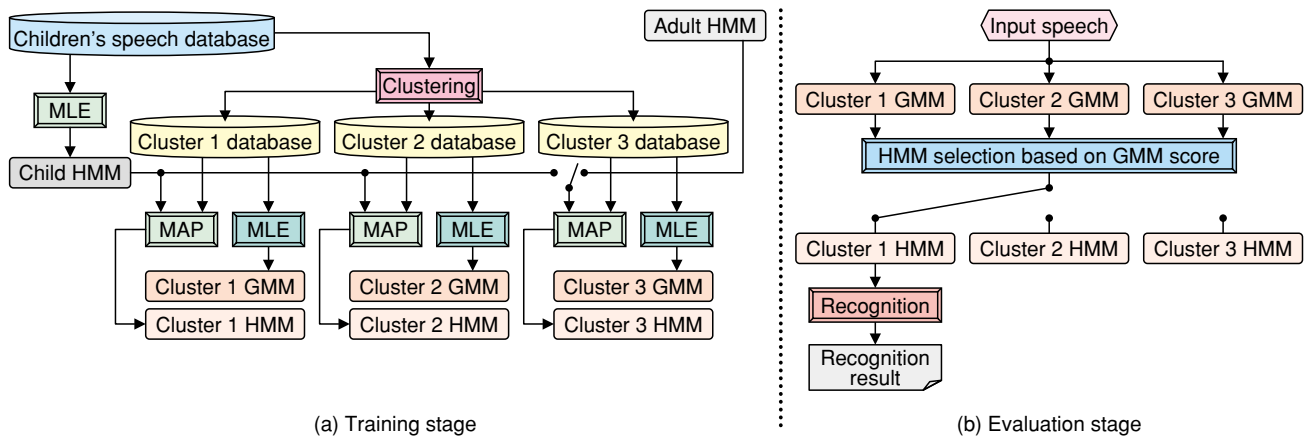 Children's speech database
Adult HMM
Clustering
MLE
Cluster 1 database
Cluster 2 database
Cluster 3 database
Child HMM
MAP
MLE
MAP
MLE
MAP
MLE
Cluster 1 GMM
Cluster 2 GMM
Cluster 3 GMM
Cluster 1 HMM
Cluster 2 HMM
Cluster 3 HMM
(a) Training stage
Input speech
Cluster 1 GMM
Cluster 2 GMM
Cluster 3 GMM
HMM selection based on GMM score
Cluster 1 HMM
Cluster 2 HMM
Cluster 3 HMM
Recognition
Recognition
result
(b) Evaluation stage